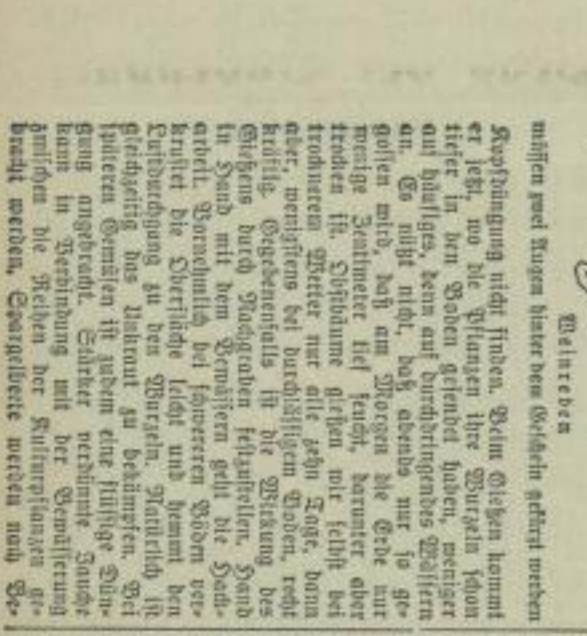 Weinreben
müssen zwei Augen hinter dem Gescheín gekürzt werden
Kopfdüngung nicht finden. Beim Gießen kommt
er jetzt, wo die Pflanzen ihre Wurzeln schon
tiefer in den Boden gesendet haben, weniger
auf häufiges, denn auf durchdringendes Wässern
an. Es nützt nicht, daß abends nur so ge-
gossen wird, daß am Morgen die Erde nur
wenige Zentimeter tief feucht, darunter aber
trocken ist. Obstbäume gießen wir selbst bei
trocknerem Wetter nur alle zehn Tage, dann
aber, wenigstens bei durchlässigem Boden, recht
kräftig. Gegebenenfalls ist die Wirkung des
Gießens durch Nachgraben festzustellen. Hand
in Hand mit dem Bewässern geht die Hack-
arbeit. Vornehmlich bei schwereren Böden ver-
krustet die Oberfläche leicht und hemmt den
Luftdurchgang zu den Wurzeln. Natürlich ist
gleichzeitig das Unkraut zu bekämpfen. Bei
späteren Gemüsen ist zudem eine flüssige Dün-
gung angebracht. Stärker verdünnte Jauche
kann in Verbindung mit der Bewässerung
zwischen die Reihen der Kulturpflanzen ge-
bracht werden. Spargelbeete werden nach Be-